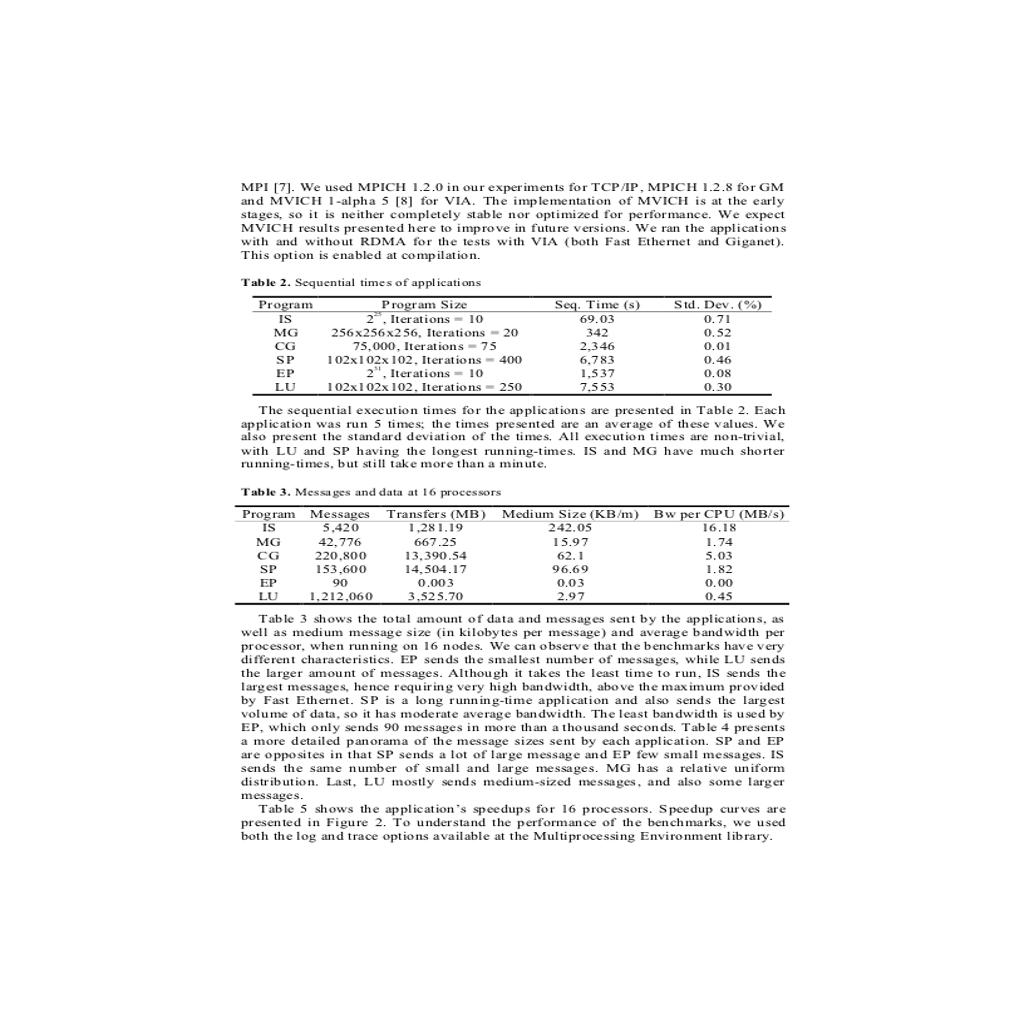 MPI [7]. We used MPICH 1.2.0 in our experiments for TCP/IP, MPICH 1.2.8 for GM
and MVICH 1-alpha 5 [8] for VIA. The implementation of MVICH is at the early
stages, so it is neither completely stable nor optimized for performance. We expect
MVICH results presented here to improve in future versions. We ran the applications
with and without RDMA for the tests with VIA (both Fast Ethernet and Giganet).
This option is enabled at compilation.
Table 2. Sequential times of applications
Program Program Size Seq. Time (s) Std. Dev. (%)
IS 2^25, Iterations = 10 69.03 0.71
MG 256x256x256, Iterations = 20 342 0.52
CG 75,000, Iterations = 75 2,346 0.01
SP 102x102x102, Iterations = 400 6,783 0.46
EP 2^31, Iterations = 10 1,537 0.08
LU 102x102x102, Iterations = 250 7,553 0.30
The sequential execution times for the applications are presented in Table 2. Each
application was run 5 times; the times presented are an average of these values. We
also present the standard deviation of the times. All execution times are non-trivial,
with LU and SP having the longest running-times. IS and MG have much shorter
running-times, but still take more than a minute.
Table 3. Messages and data at 16 processors
Program Messages Transfers (MB) Medium Size (KB/m) Bw per CPU (MB/s)
IS 5,420 1,281.19 242.05 16.18
MG 42,776 667.25 15.97 1.74
CG 220,800 13,390.54 62.1 5.03
SP 153,600 14,504.17 96.69 1.82
EP 90 0.003 0.03 0.00
LU 1,212,060 3,525.70 2.97 0.45
Table 3 shows the total amount of data and messages sent by the applications, as
well as medium message size (in kilobytes per message) and average bandwidth per
processor, when running on 16 nodes. We can observe that the benchmarks have very
different characteristics. EP sends the smallest number of messages, while LU sends
the larger amount of messages. Although it takes the least time to run, IS sends the
largest messages, hence requiring very high bandwidth, above the maximum provided
by Fast Ethernet. SP is a long running-time application and also sends the largest
volume of data, so it has moderate average bandwidth. The least bandwidth is used by
EP, which only sends 90 messages in more than a thousand seconds. Table 4 presents
a more detailed panorama of the message sizes sent by each application. SP and EP
are opposites in that SP sends a lot of large message and EP few small messages. IS
sends the same number of small and large messages. MG has a relative uniform
distribution. Last, LU mostly sends medium-sized messages, and also some larger
messages.
Table 5 shows the application's speedups for 16 processors. Speedup curves are
presented in Figure 2. To understand the performance of the benchmarks, we used
both the log and trace options available at the Multiprocessing Environment library.